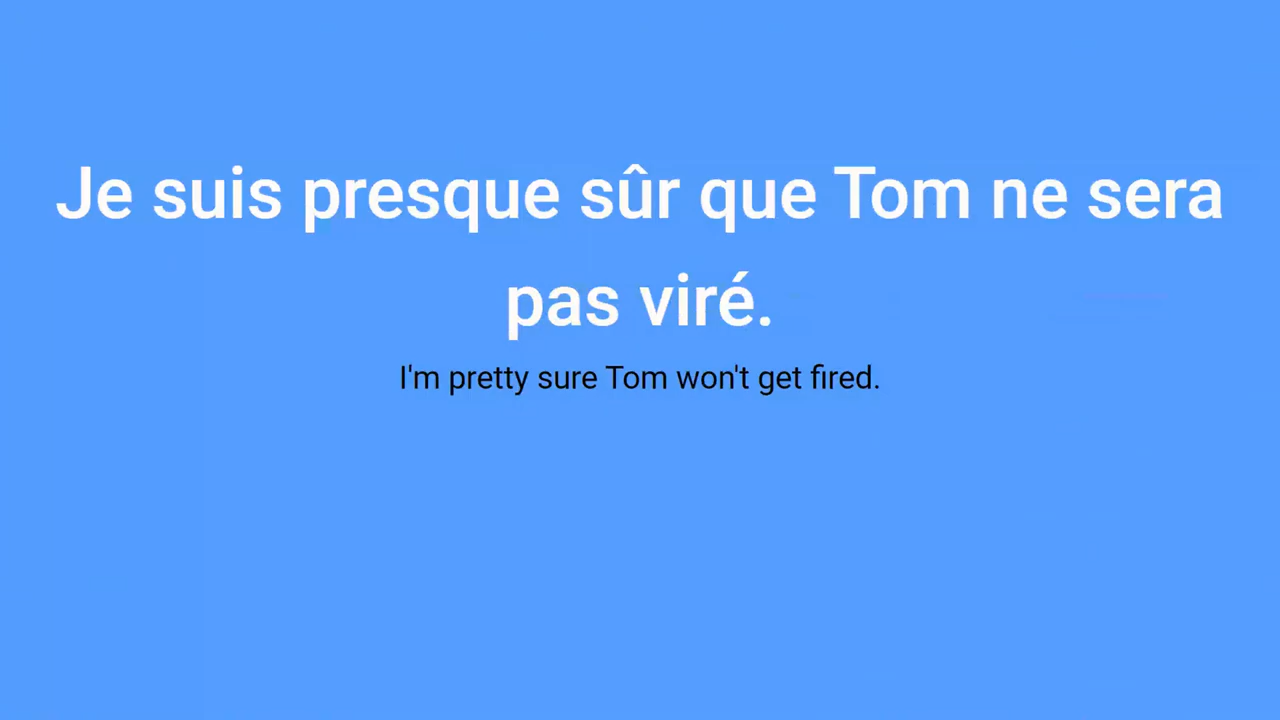 Je suis presque sûr que Tom ne sera
pas viré.
I'm pretty sure Tom won't get fired.